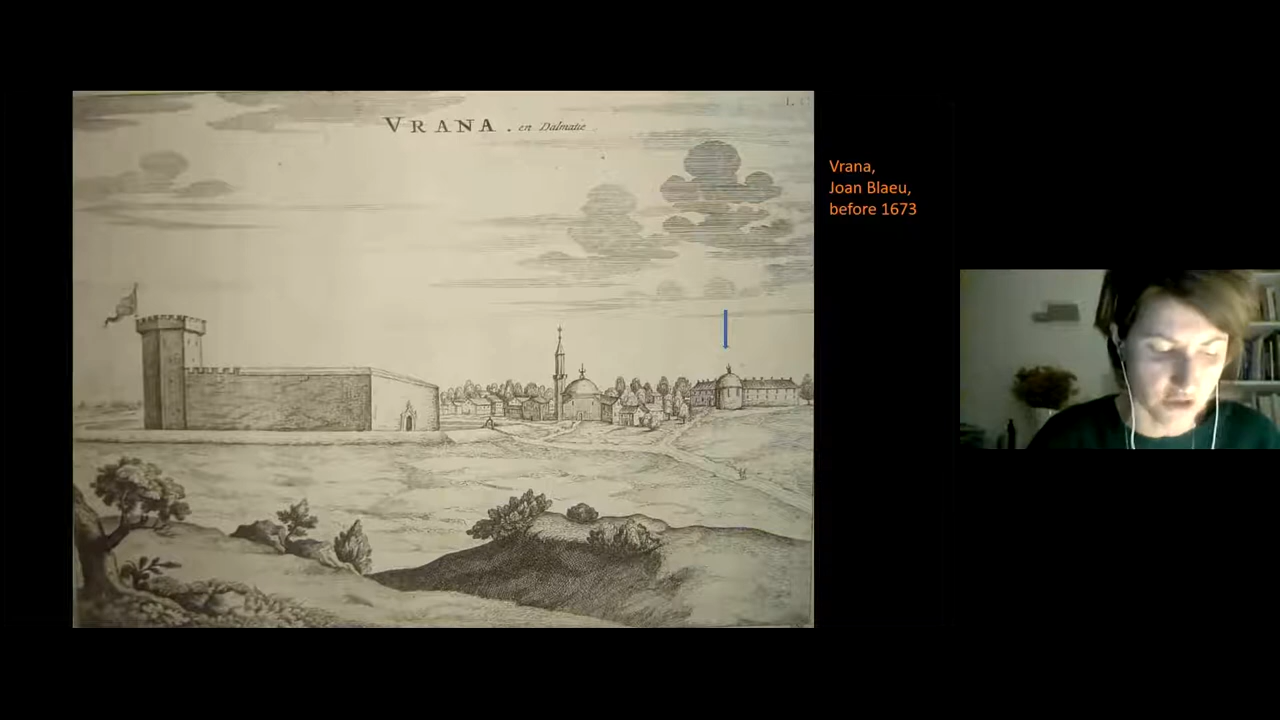 VRANA. en Dalmatie
Vrana,
Joan Blaeu,
before 1673